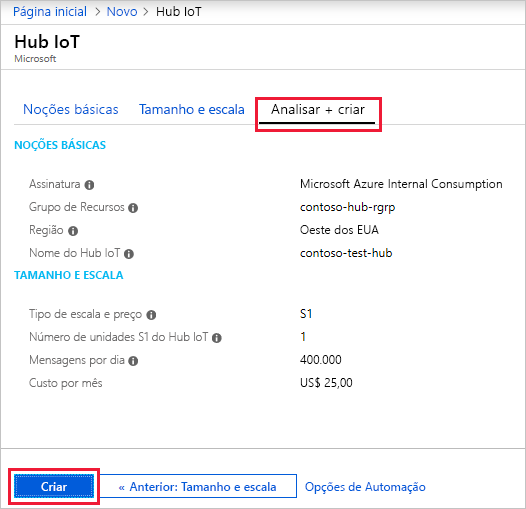 Página inicial > Novo > Hub IoT
Hub IoT
Microsoft
Noções básicas Tamanho e escala Analisar + criar
NOÇÕES BÁSICAS
Assinatura Microsoft Azure Internal Consumption
Grupo de Recursos contoso-hub-rgrp
Região Oeste dos EUA
Nome do Hub IoT contoso-test-hub
TAMANHO E ESCALA
Tipo de escala e preço S1
Número de unidades S1 do Hub IoT 1
Mensagens por dia 400.000
Custo por mês US$ 25,00
Criar « Anterior: Tamanho e escala Opções de Automação